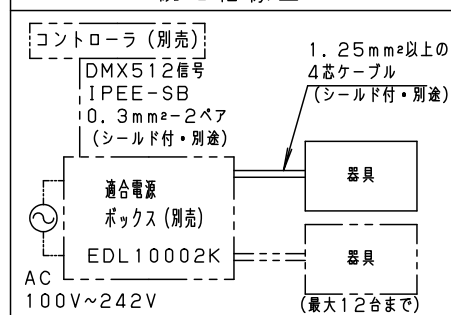 コントローラ(別売)
DMX512信号
IPEE-SB
0.3mm²-2ペア
(シールド付・別途)
1.25mm²以上の
4芯ケーブル
(シールド付・別途)
適合電源
ボックス(別売)
EDL10002K
器具
器具
(最大12台まで)
AC
100V~242V